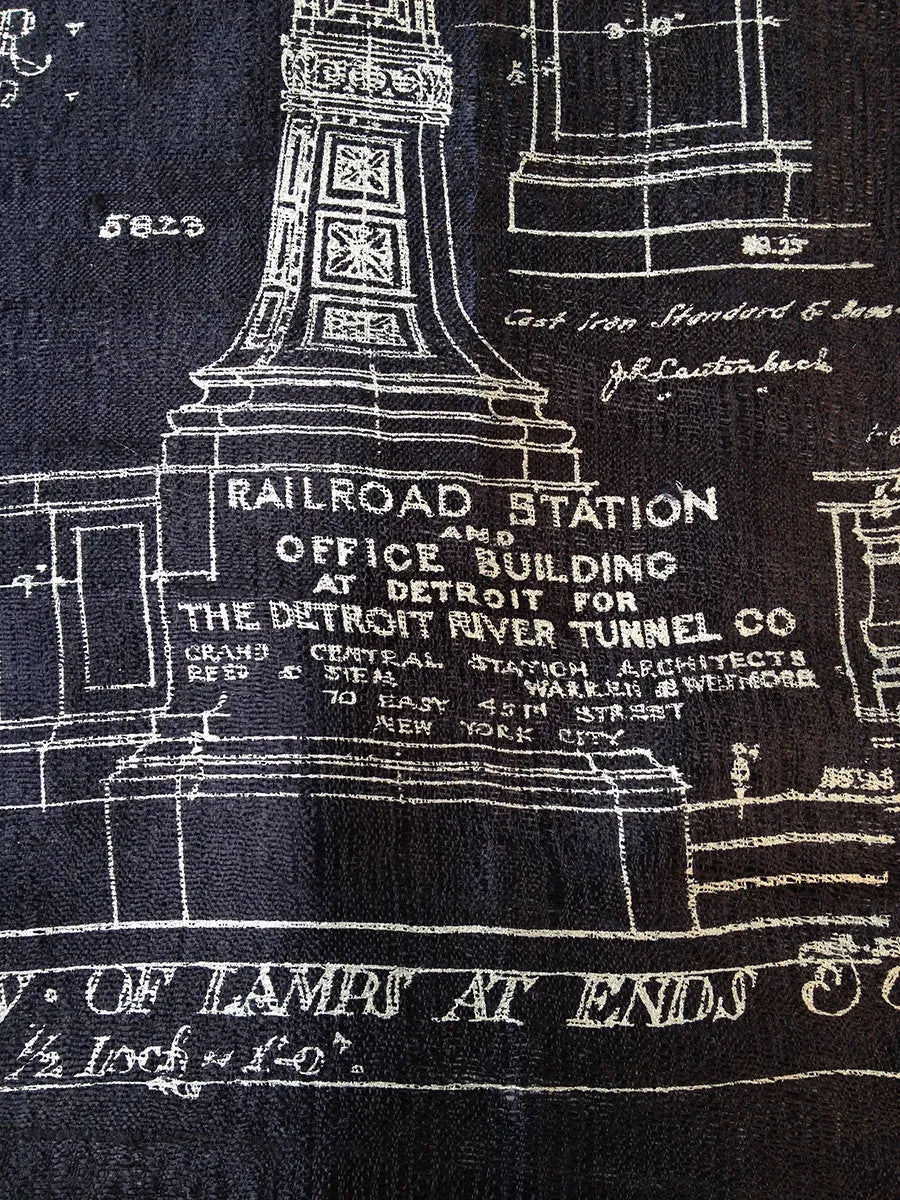 5823
Cast iron Standard &
J R Lautenbach
RAILROAD STATION
AND
OFFICE BUILDING
AT DETROIT FOR
THE DETROIT RIVER TUNNEL CO
GRAND CENTRAL STATION ARCHITECTS
REED & STEM WARREN & WETMORE
70 EAST 45TH STREET
NEW YORK CITY
OF LAMPS AT ENDS
1/2 Inch = 1'-0".